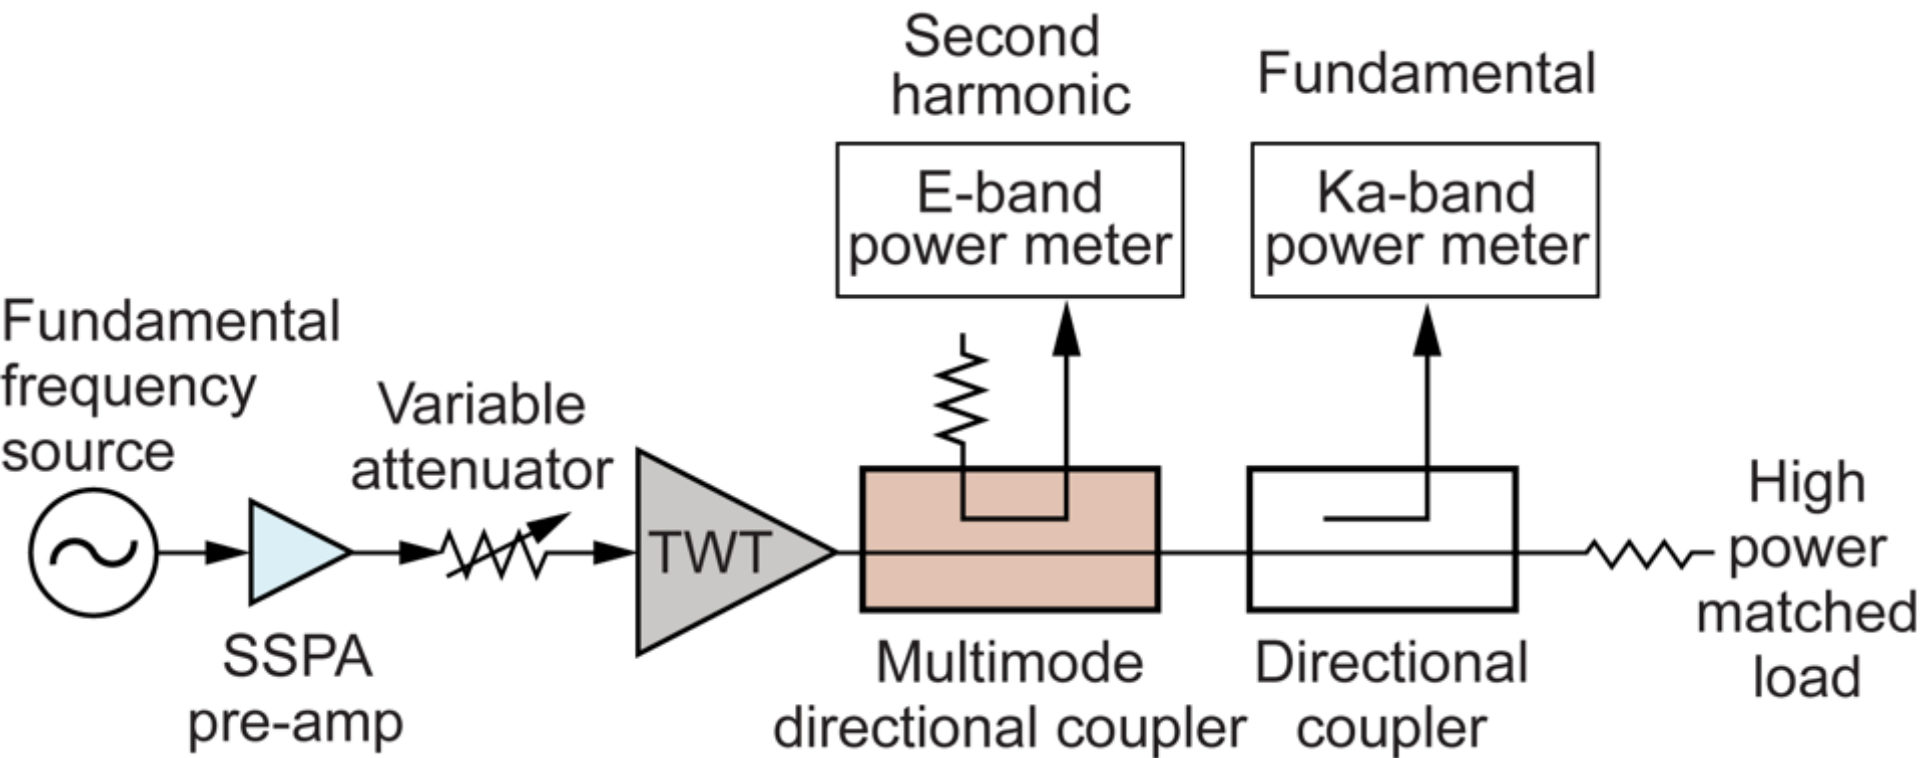 Second
harmonic
Fundamental
E-band
power meter
Ka-band
power meter
Fundamental
frequency
source
Variable
attenuator
TWT
SSPA
pre-amp
Multimode
directional coupler
Directional
coupler
High
power
matched
load